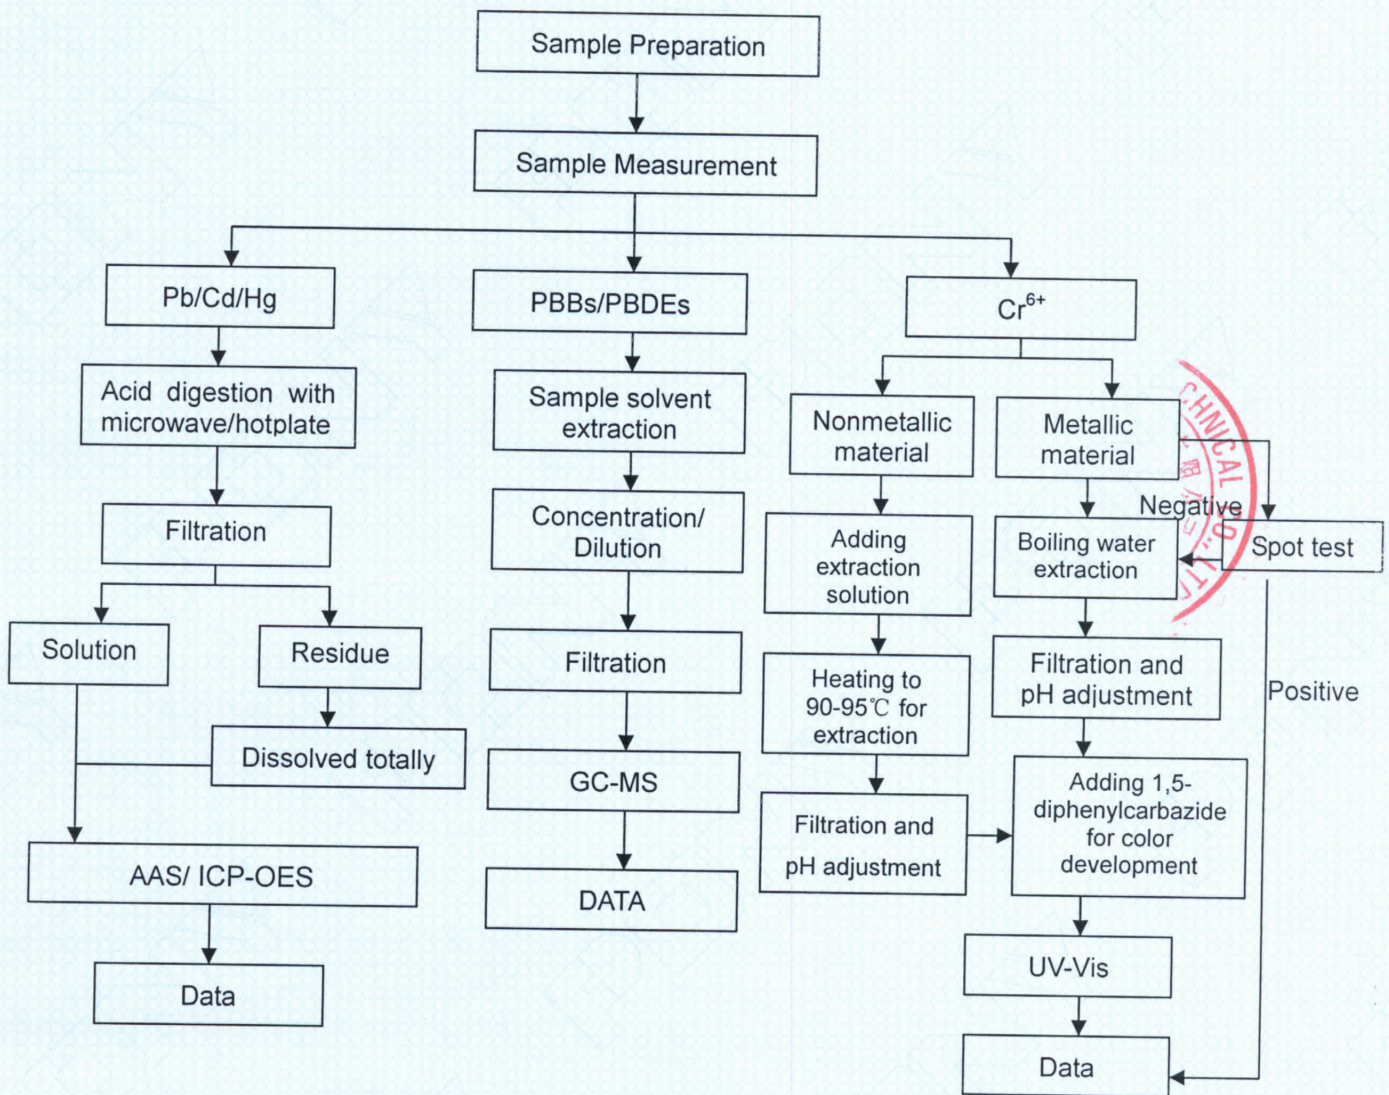 Sample Preparation
Sample Measurement
Pb/Cd/Hg
Acid digestion with
microwave/hotplate
Filtration
Solution
Residue
Dissolved totally
AAS/ ICP-OES
Data
PBBs/PBDEs
Sample solvent
extraction
Concentration/
Dilution
Filtration
GC-MS
DATA
Cr6+
Nonmetallic
material
Adding
extraction
solution
Heating to
90-95℃ for
extraction
Filtration and
pH adjustment
Metallic
material
Negative
Spot test
Boiling water
extraction
Filtration and
pH adjustment
Positive
Adding 1,5-
diphenylcarbazide
for color
development
UV-Vis
Data
CHNICAL CO., LT